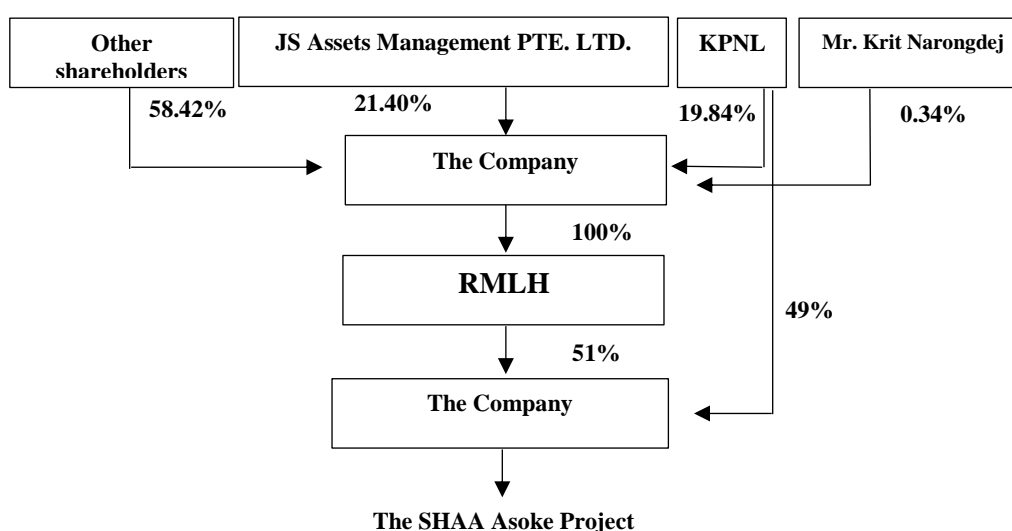 Other
shareholders
JS Assets Management PTE. LTD.
KPNL
Mr. Krit Narongdej
58.42%
21.40%
19.84%
0.34%
The Company
100%
RMLH
49%
51%
The Company
The SHAA Asoke Project